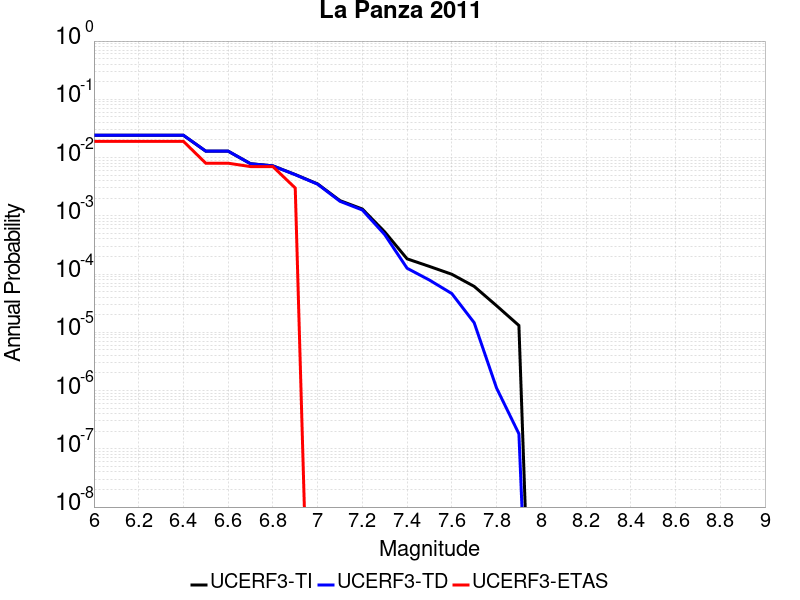 La Panza 2011
10^0
10^-1
10^-2
10^-3
10^-4
10^-5
10^-6
10^-7
10^-8
Annual Probability
6 6.2 6.4 6.6 6.8 7 7.2 7.4 7.6 7.8 8 8.2 8.4 8.6 8.8 9
Magnitude
UCERF3-TI UCERF3-TD UCERF3-ETAS